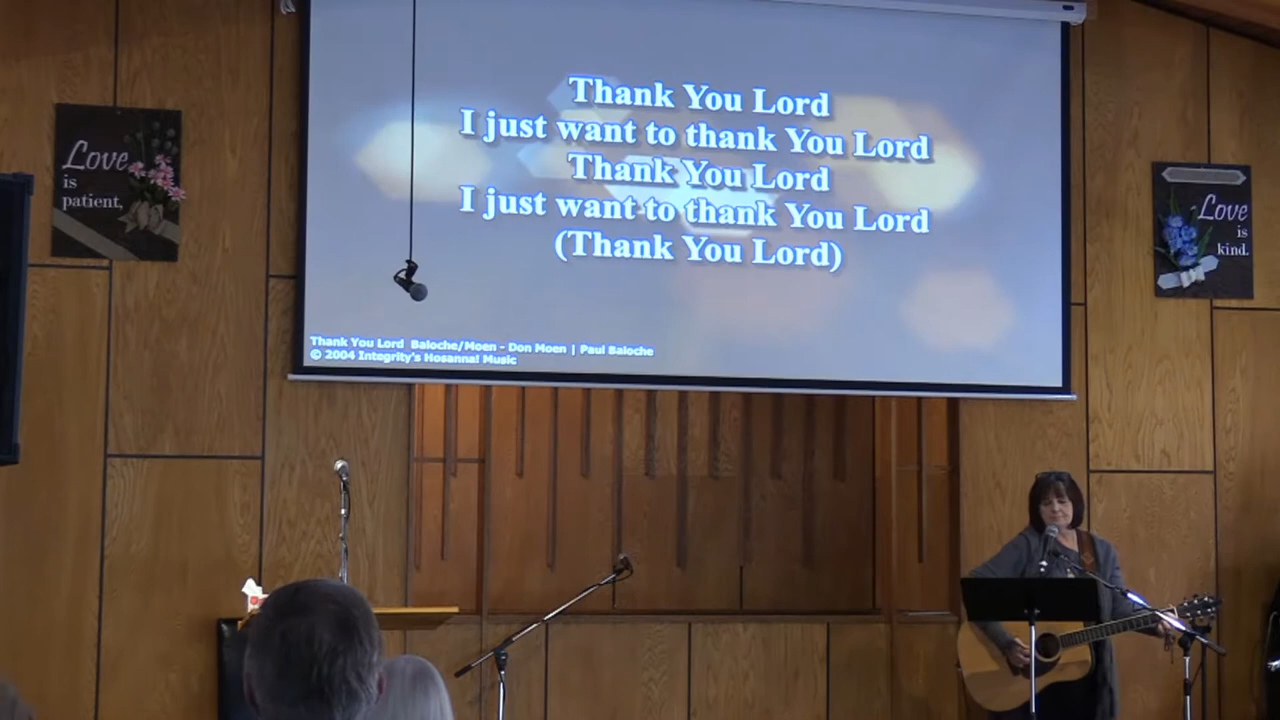 Thank You Lord
I just want to thank You Lord
Thank You Lord
I just want to thank You Lord
(Thank You Lord)
Thank You Lord Baloche/Moen - Don Moen | Paul Baloche
© 2004 Integrity's Hosanna! Music
Love
is
patient,
Love
is
kind.